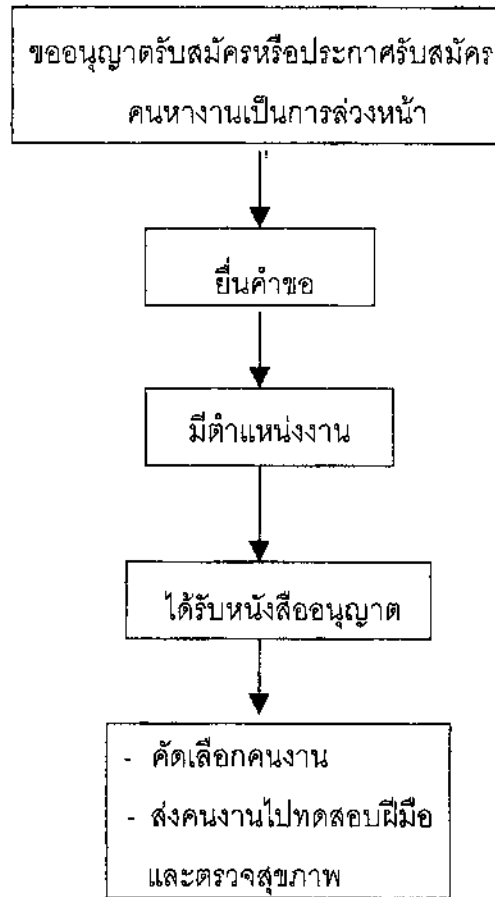 ขออนุญาตรับสมัครหรือประกาศรับสมัคร
คนหางานเป็นการล่วงหน้า
ยื่นคำขอ
มีตำแหน่งงาน
ได้รับหนังสืออนุญาต
- คัดเลือกคนงาน
- ส่งคนงานไปทดสอบฝีมือ
และตรวจสุขภาพ